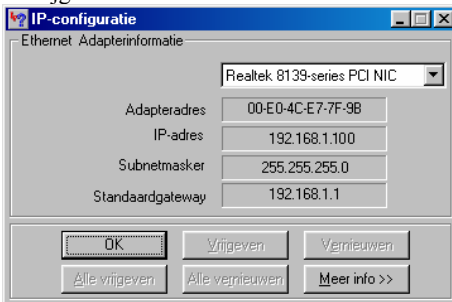 IP-configuratie
Ethernet Adapterinformatie
Realtek 8139-series PCI NIC
Adapteradres 00-E0-4C-E7-7F-9B
IP-adres 192.168.1.100
Subnetmasker 255.255.255.0
Standaardgateway 192.168.1.1
OK Vrijgeven Vernieuwen
Alle vrijgeven Alle vernieuwen Meer info >>